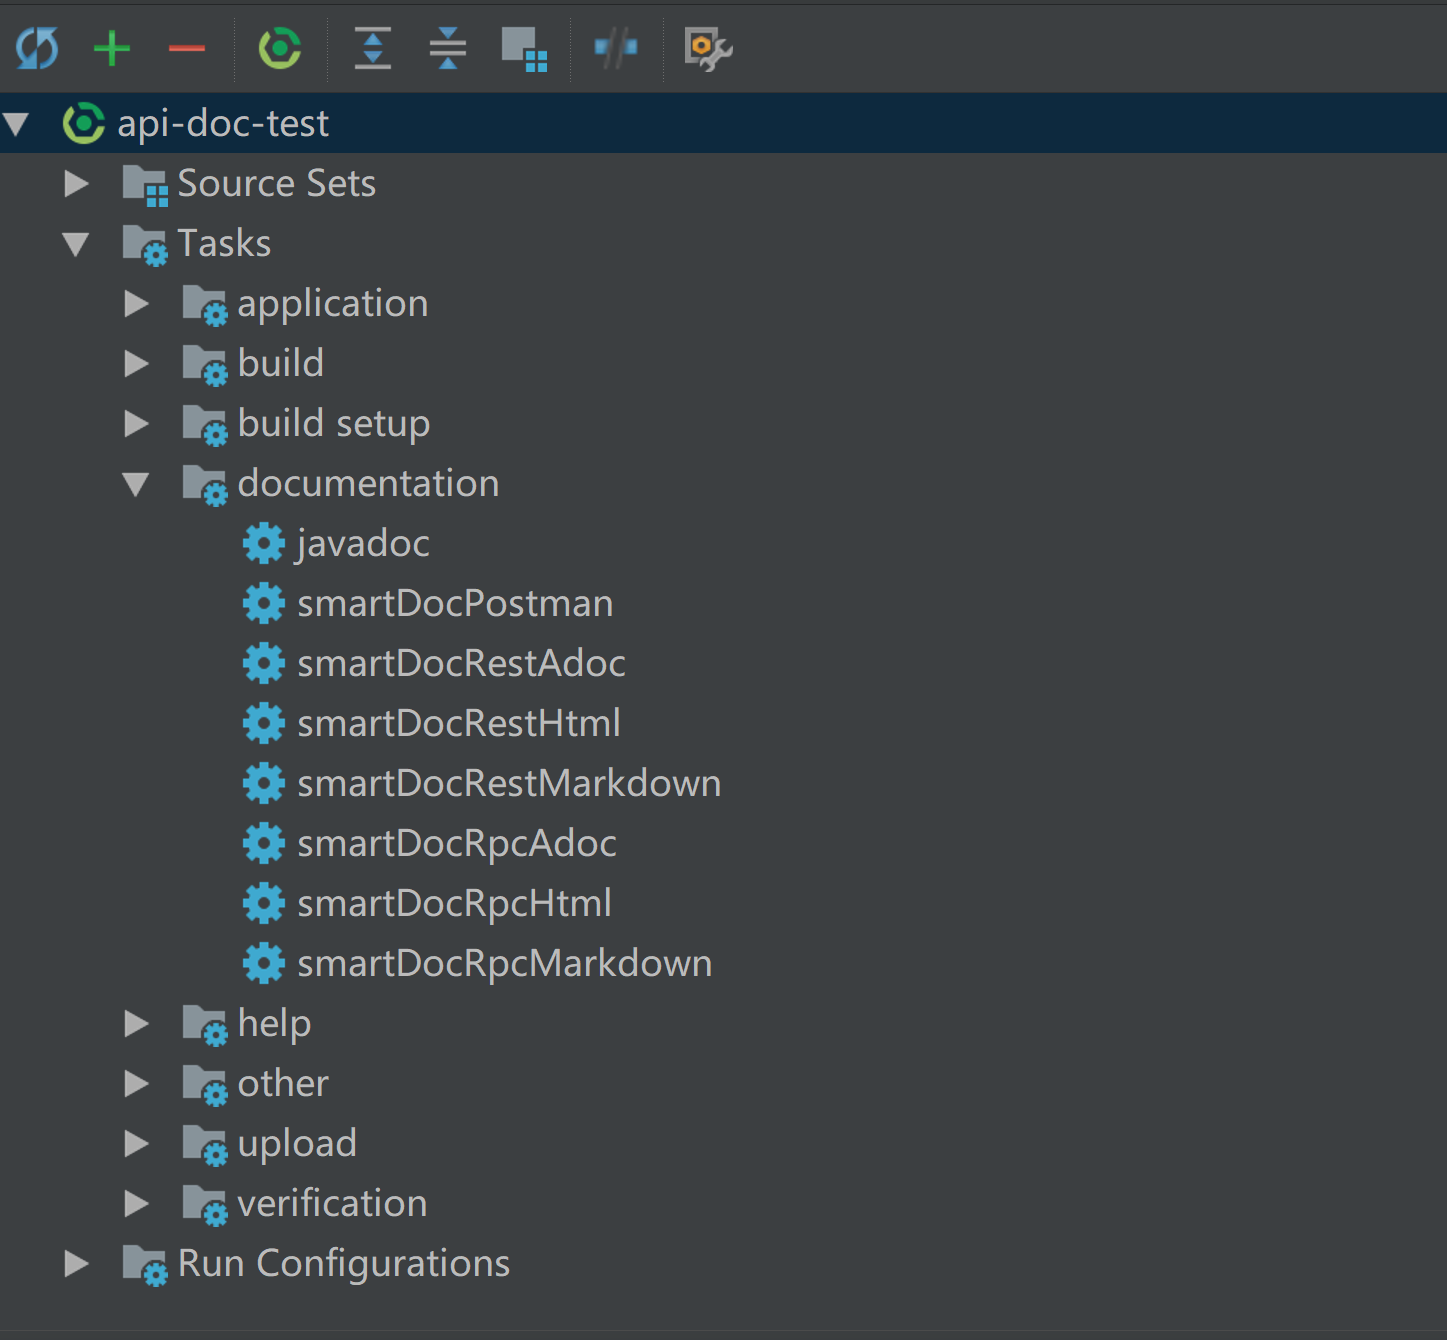 api-doc-test
Source Sets
Tasks
application
build
build setup
documentation
javadoc
smartDocPostman
smartDocRestAdoc
smartDocRestHtml
smartDocRestMarkdown
smartDocRpcAdoc
smartDocRpcHtml
smartDocRpcMarkdown
help
other
upload
verification
Run Configurations